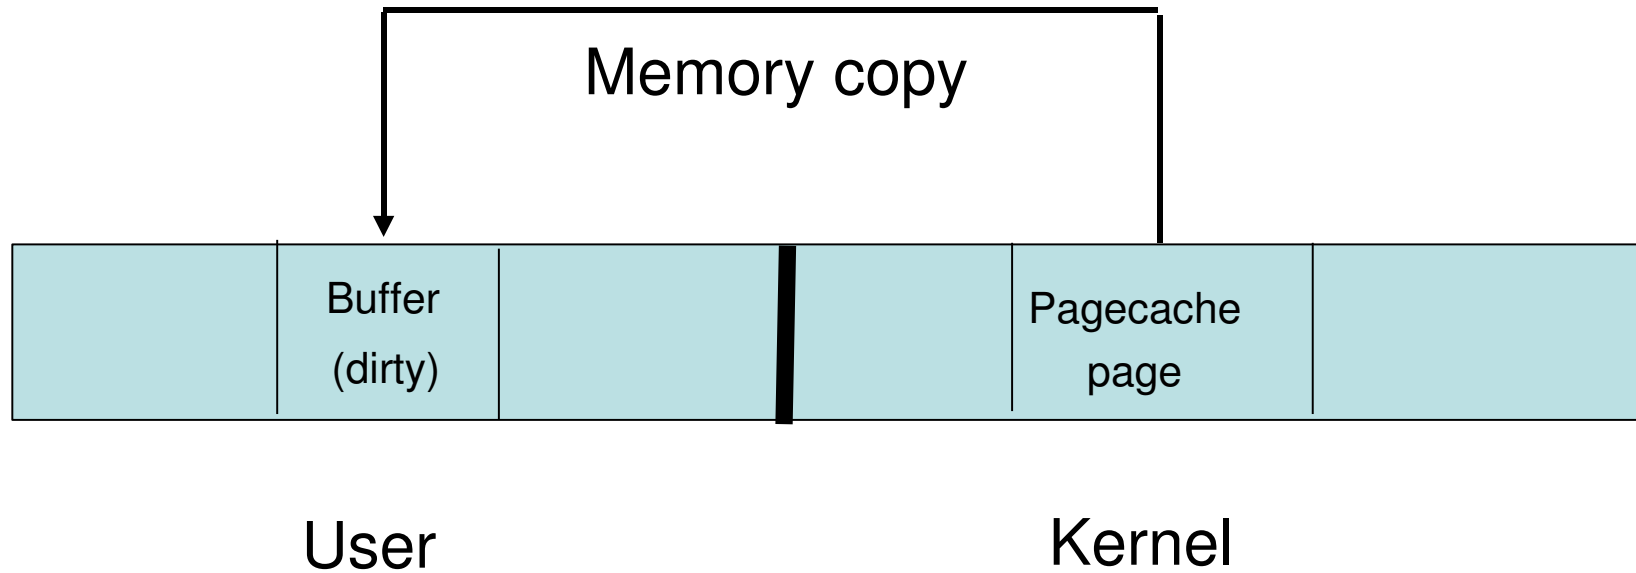 Memory copy
Buffer
(dirty)
Pagecache
page
User
Kernel